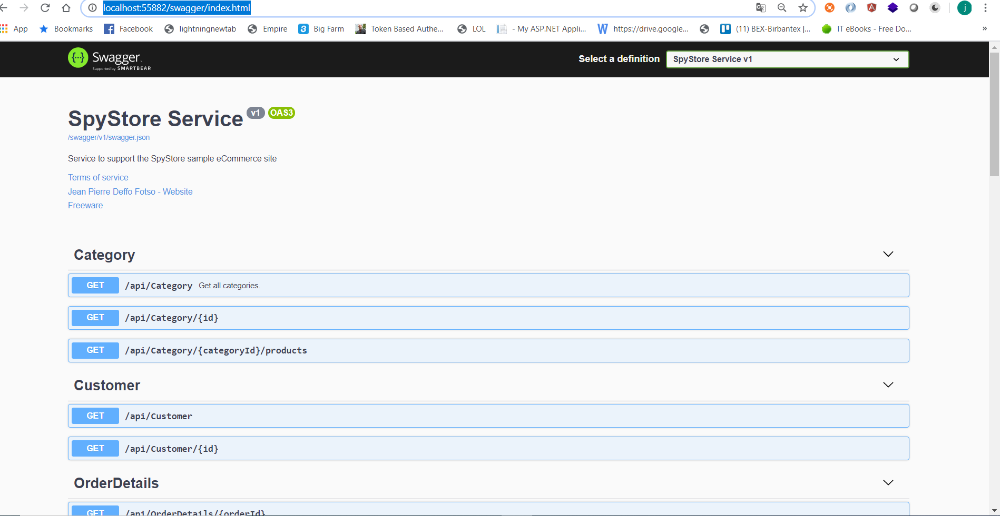 localhost:55882/swagger/index.html
App Bookmarks Facebook lightningnewtab Empire Big Farm Token Based Authe... LOL - My ASP.NET Appli... https://drive.google... (11) BEX-Birbantex |... IT eBooks - Free Do... »
Swagger
Supported by SMARTBEAR
Select a definition SpyStore Service v1
SpyStore Service v1 OAS3
/swagger/v1/swagger.json
Service to support the SpyStore sample eCommerce site
Terms of service
Jean Pierre Deffo Fotso - Website
Freeware
Category
GET /api/Category Get all categories.
GET /api/Category/{id}
GET /api/Category/{categoryId}/products
Customer
GET /api/Customer
GET /api/Customer/{id}
OrderDetails
GET /api/OrderDetails/{orderId}